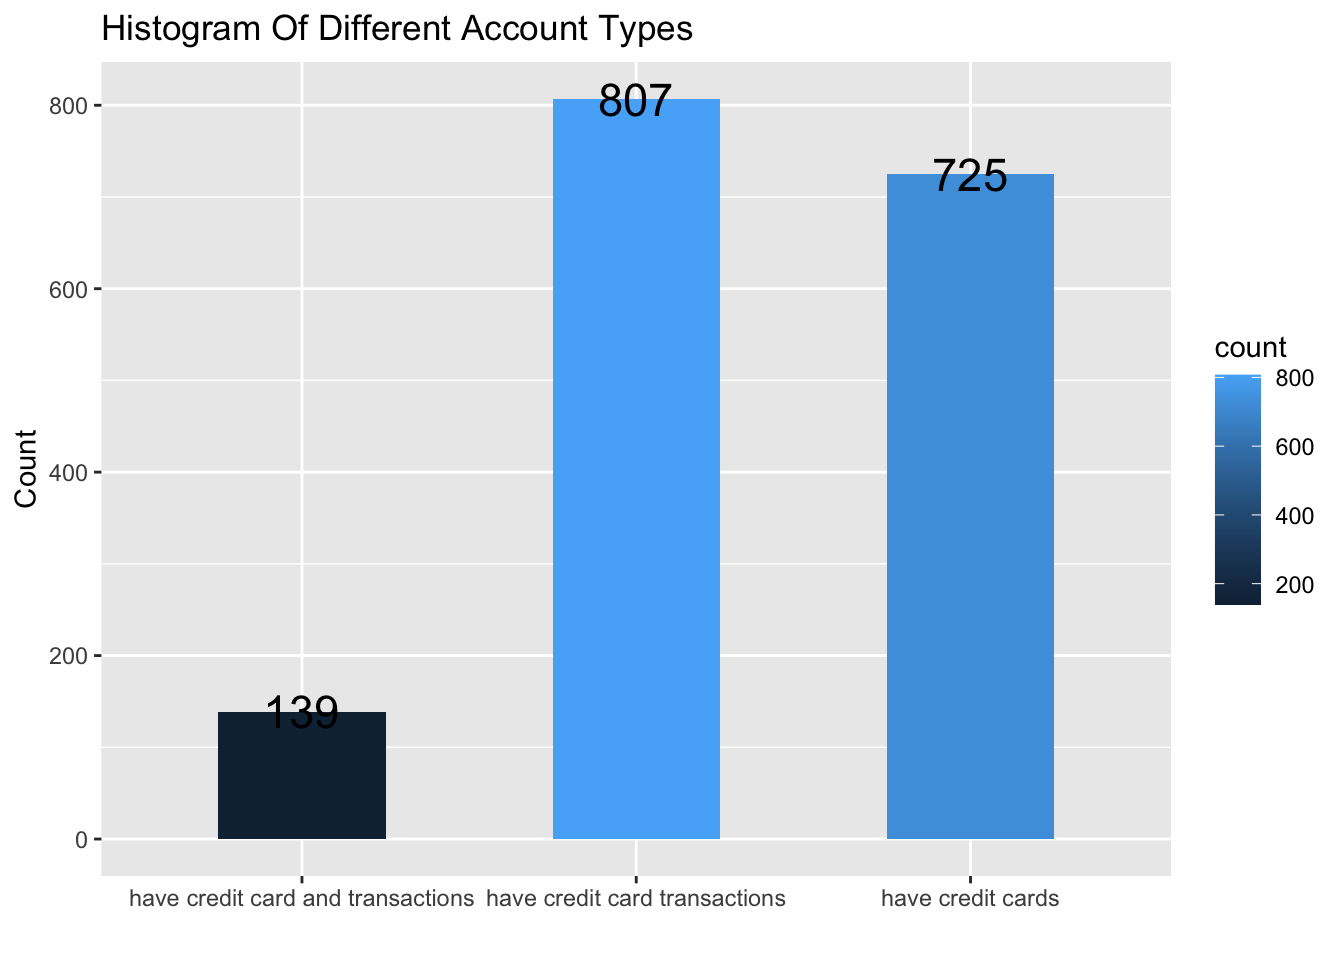 Histogram Of Different Account Types
Count
800
600
400
200
0
139
807
725
have credit card and transactions
have credit card transactions
have credit cards
count
800
600
400
200